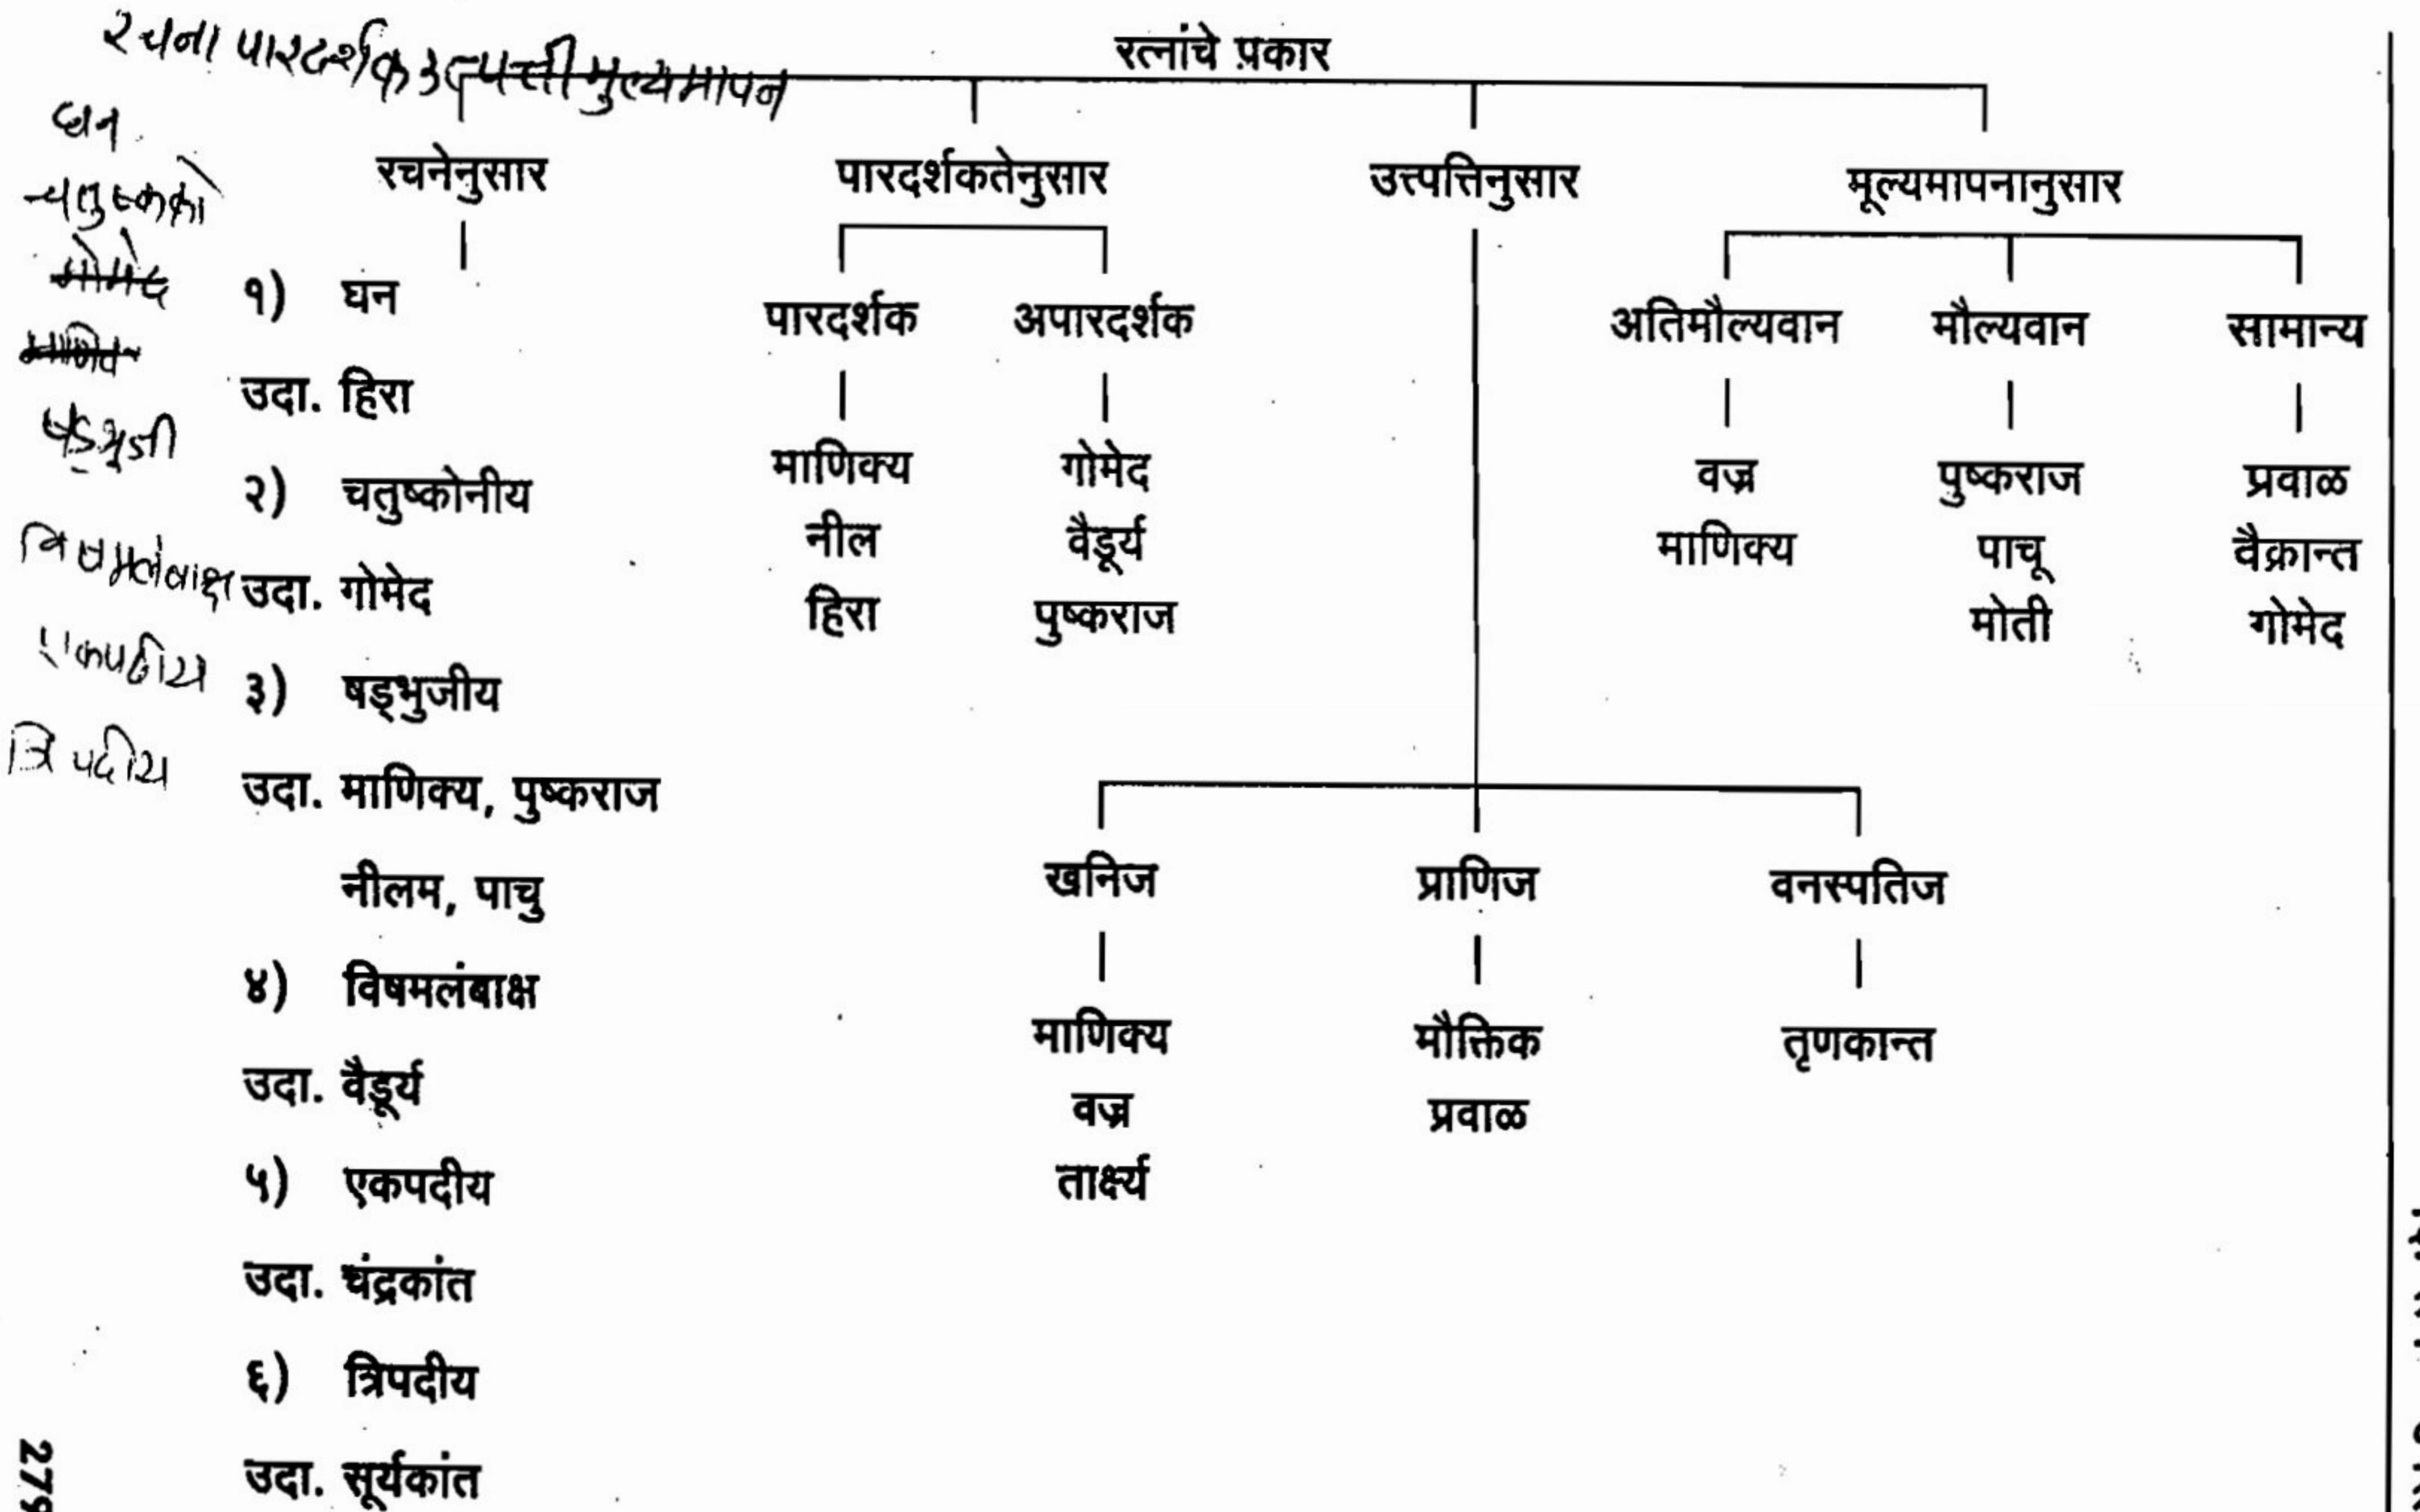 रचना पारदर्शक उत्पत्ती मुल्यमापन
रत्नांचे प्रकार
घन
रचनेनुसार पारदर्शकतेनुसार उत्त्पत्तिनुसार मूल्यमापनानुसार
१) घन
पारदर्शक अपारदर्शक अतिमौल्यवान मौल्यवान सामान्य
उदा. हिरा
माणिक्य गोमेद वज्र पुष्कराज प्रवाळ
२) चतुष्कोनीय
नील वैडूर्य माणिक्य पाचू वैक्रान्त
विषमलंबाक्ष
उदा. गोमेद
हिरा पुष्कराज मोती गोमेद
एकपदीय
३) षड्भुजीय
त्रिपदीय
उदा. माणिक्य, पुष्कराज
नीलम, पाचु
खनिज प्राणिज वनस्पतिज
४) विषमलंबाक्ष
माणिक्य मौक्तिक तृणकान्त
उदा. वैडूर्य
वज्र प्रवाळ
५) एकपदीय
तार्क्ष्य
उदा. चंद्रकांत
६) त्रिपदीय
उदा. सूर्यकांत
279